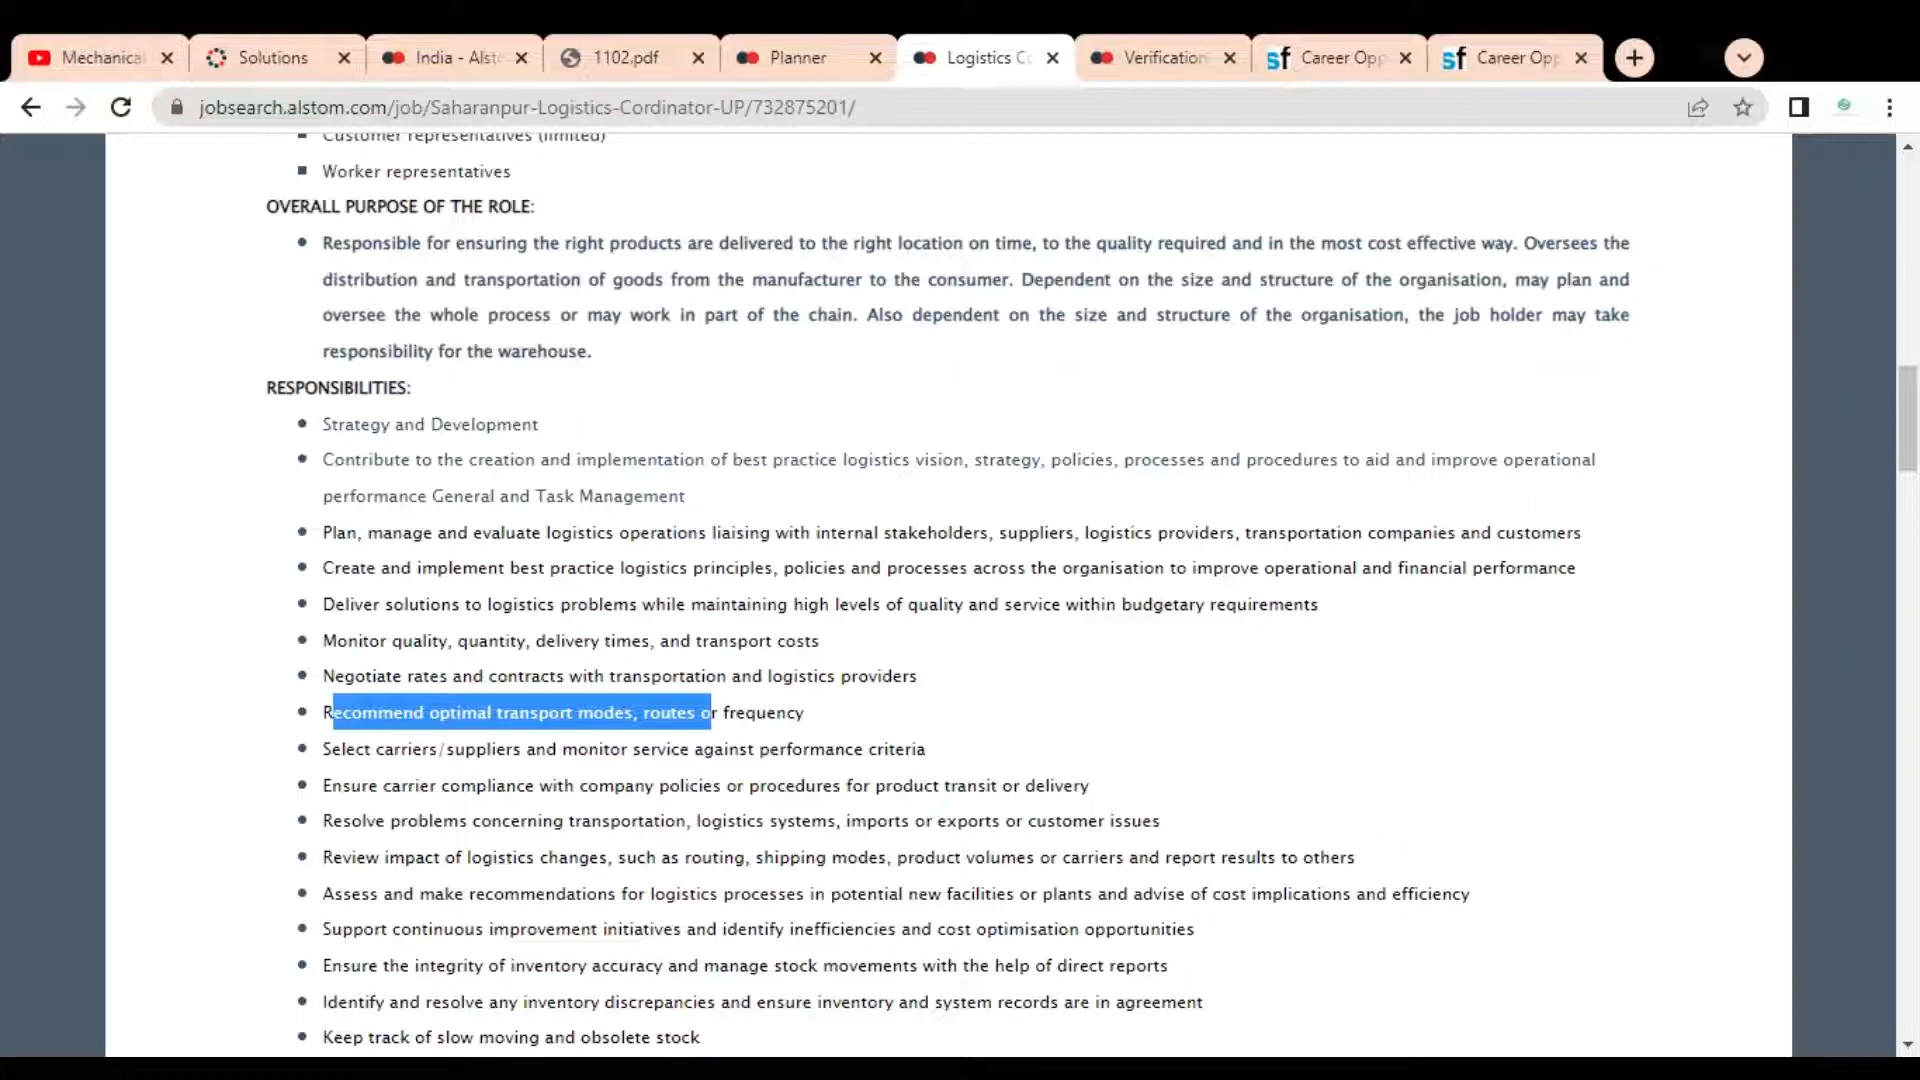 Mechanical
Solutions
India - Alst
1102.pdf
Planner
Logistics Co
Verification
sf Career Opp
sf Career Opp
jobsearch.alstom.com/job/Saharanpur-Logistics-Cordinator-UP/732875201/
Customer representatives (limited)
Worker representatives
OVERALL PURPOSE OF THE ROLE:
Responsible for ensuring the right products are delivered to the right location on time, to the quality required and in the most cost effective way. Oversees the
distribution and transportation of goods from the manufacturer to the consumer. Dependent on the size and structure of the organisation, may plan and
oversee the whole process or may work in part of the chain. Also dependent on the size and structure of the organisation, the job holder may take
responsibility for the warehouse.
RESPONSIBILITIES:
Strategy and Development
Contribute to the creation and implementation of best practice logistics vision, strategy, policies, processes and procedures to aid and improve operational
performance General and Task Management
Plan, manage and evaluate logistics operations liaising with internal stakeholders, suppliers, logistics providers, transportation companies and customers
Create and implement best practice logistics principles, policies and processes across the organisation to improve operational and financial performance
Deliver solutions to logistics problems while maintaining high levels of quality and service within budgetary requirements
Monitor quality, quantity, delivery times, and transport costs
Negotiate rates and contracts with transportation and logistics providers
Recommend optimal transport modes, routes or frequency
Select carriers/suppliers and monitor service against performance criteria
Ensure carrier compliance with company policies or procedures for product transit or delivery
Resolve problems concerning transportation, logistics systems, imports or exports or customer issues
Review impact of logistics changes, such as routing, shipping modes, product volumes or carriers and report results to others
Assess and make recommendations for logistics processes in potential new facilities or plants and advise of cost implications and efficiency
Support continuous improvement initiatives and identify inefficiencies and cost optimisation opportunities
Ensure the integrity of inventory accuracy and manage stock movements with the help of direct reports
Identify and resolve any inventory discrepancies and ensure inventory and system records are in agreement
Keep track of slow moving and obsolete stock